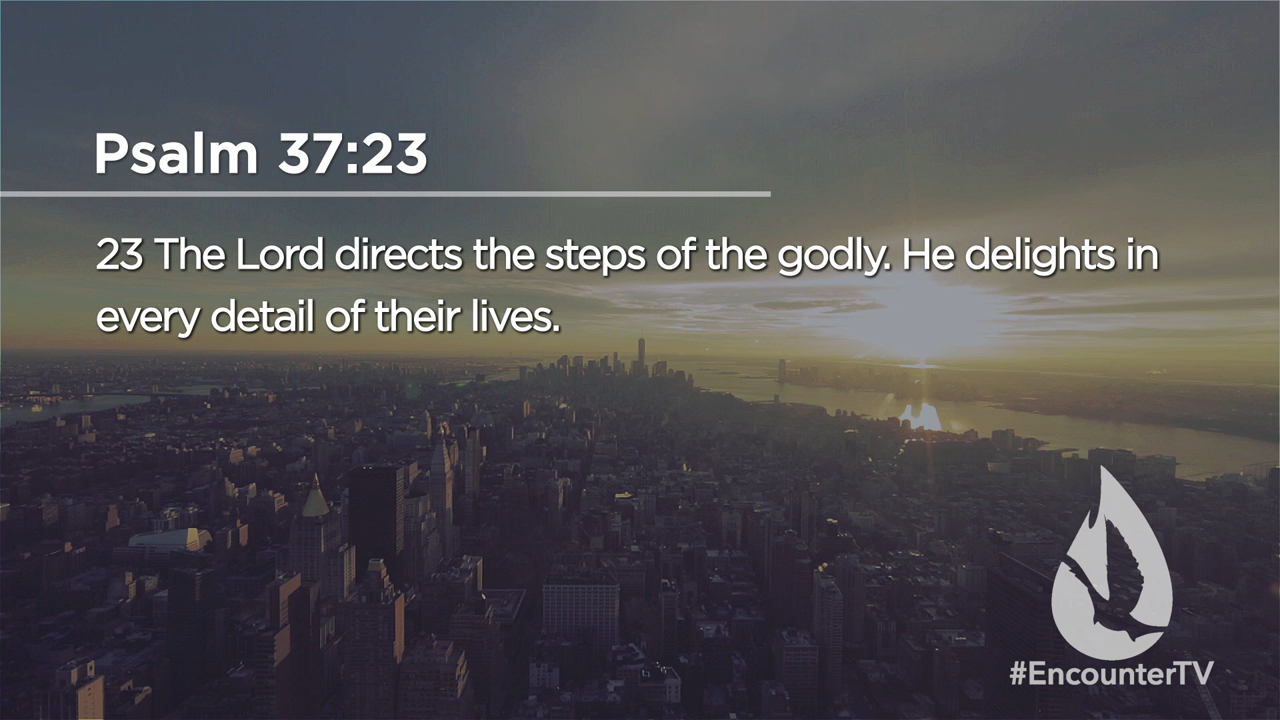 Psalm 37:23
23 The Lord directs the steps of the godly. He delights in
every detail of their lives.
#EncounterTV